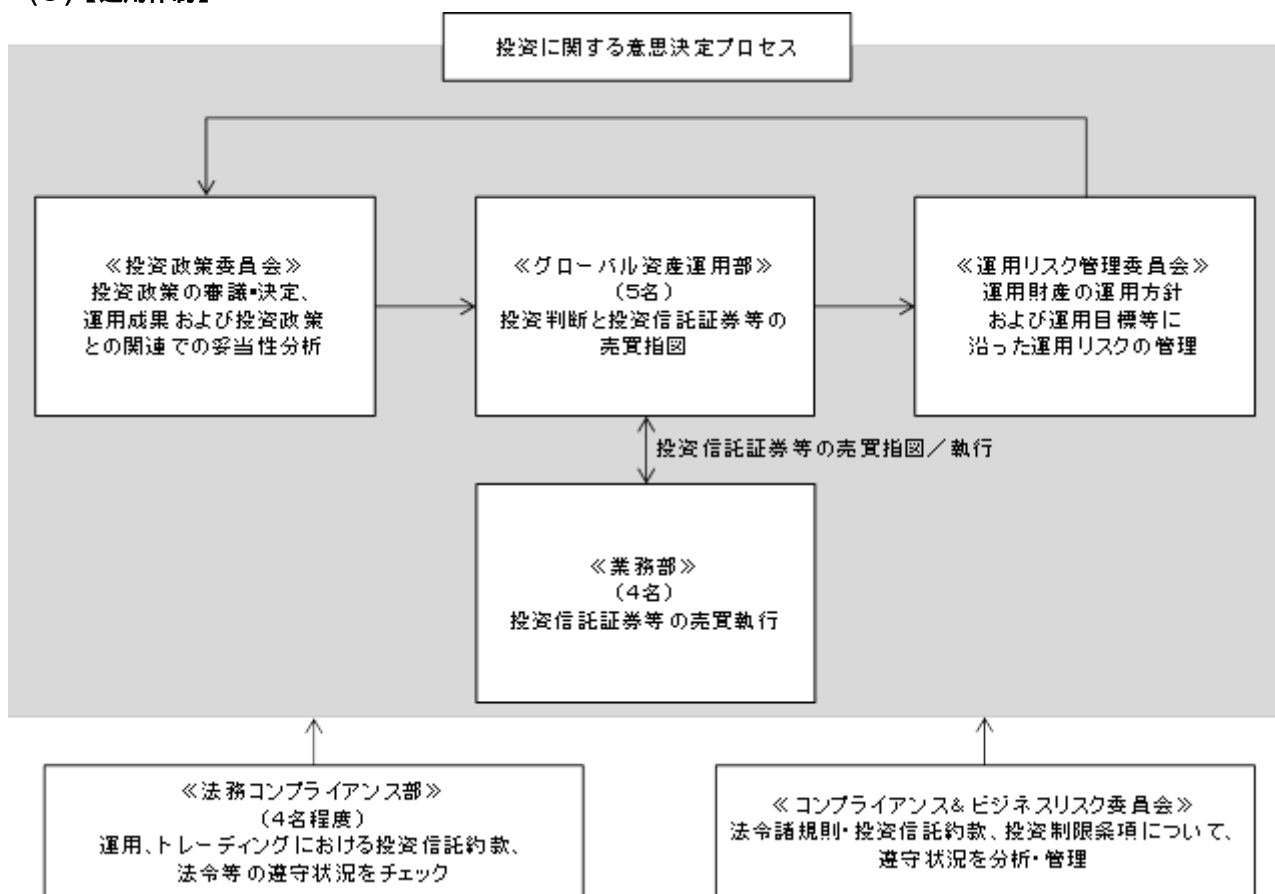 投資に関する意思決定プロセス
≪投資政策委員会≫
投資政策の審議・決定、
運用成果および投資政策
との関連での妥当性分析
≪グローバル資産運用部≫
(5名)
投資判断と投資信託証券等の
売買指図
≪運用リスク管理委員会≫
運用財産の運用方針
および運用目標等に
沿った運用リスクの管理
投資信託証券等の売買指図/執行
≪業務部≫
(4名)
投資信託証券等の売買執行
≪法務コンプライアンス部≫
(4名程度)
運用、トレーディングにおける投資信託約款、
法令等の遵守状況をチェック
≪コンプライアンス&ビジネスリスク委員会≫
法令諸規則・投資信託約款、投資制限条項について、
遵守状況を分析・管理